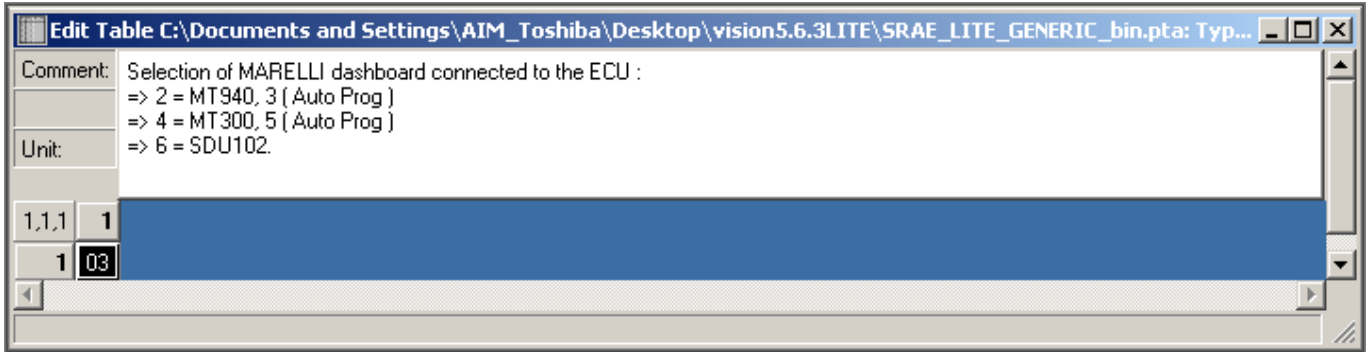 Edit Table C:\Documents and Settings\AIM_Toshiba\Desktop\vision5.6.3LITE\SRAE_LITE_GENERIC_bin.pta: Typ...
Comment:
Selection of MARELLI dashboard connected to the ECU :
=> 2 = MT940, 3 ( Auto Prog )
=> 4 = MT300, 5 ( Auto Prog )
Unit:
=> 6 = SDU102.
1,1,1 1
1 03